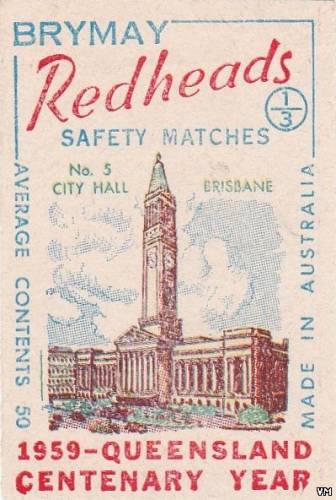 BRYMAY
Redheads
1/3
SAFETY MATCHES
No. 5
CITY HALL BRISBANE
AVERAGE CONTENTS 50
MADE IN AUSTRALIA
1959-QUEENSLAND
CENTENARY YEAR
VM